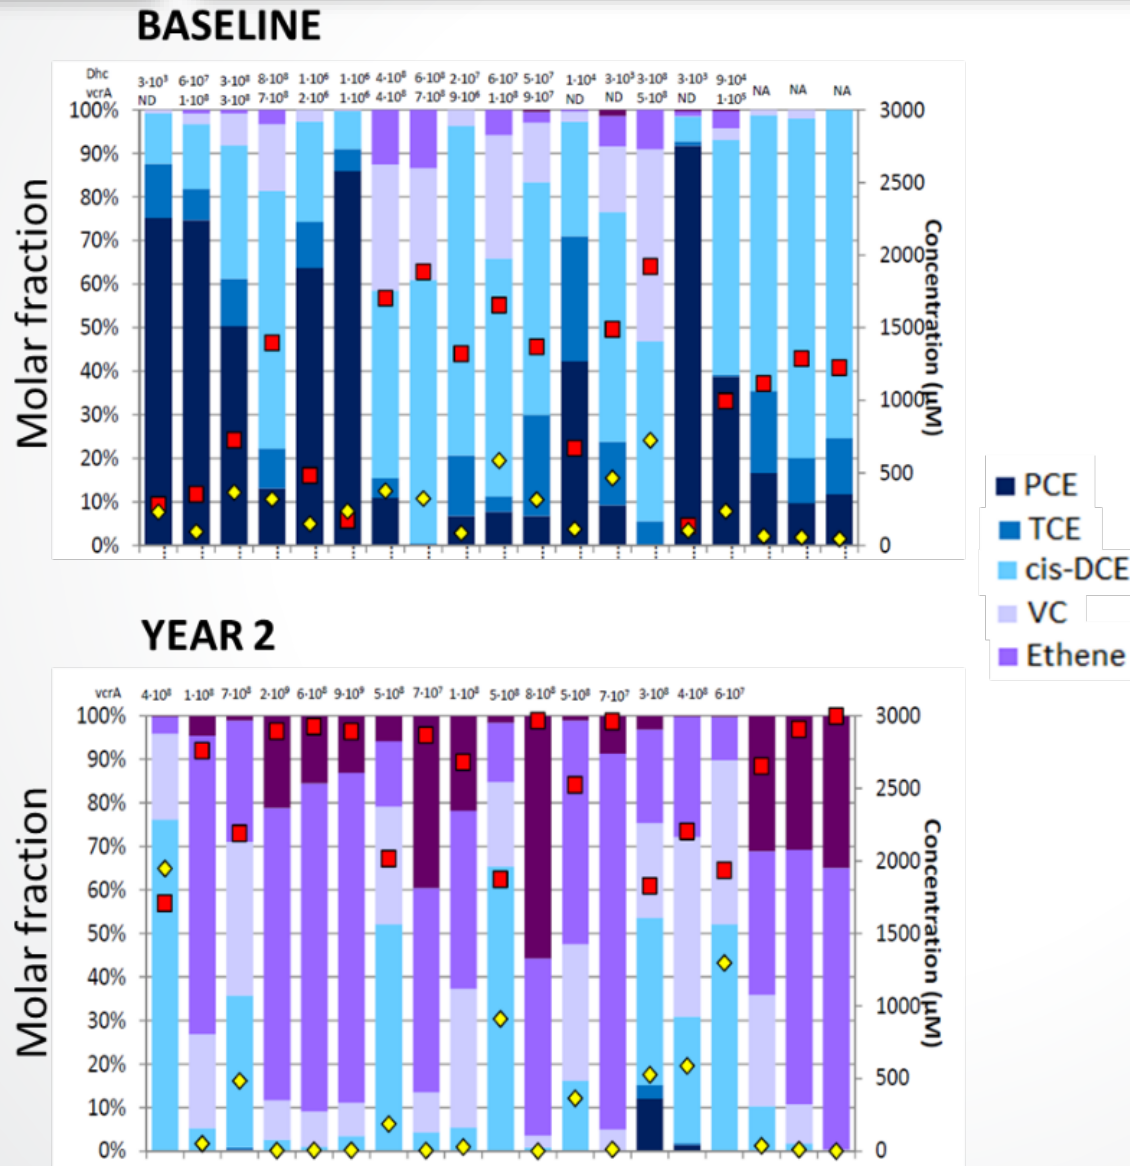 BASELINE
Dhc 3·10³ 6·10⁷ 3·10⁸ 8·10⁸ 1·10⁶ 1·10⁶ 4·10⁸ 6·10⁸ 2·10⁷ 6·10⁷ 5·10⁷ 1·10⁴ 3·10³ 3·10⁸ 3·10³ 9·10⁴
vcrA ND 1·10⁸ 3·10⁸ 7·10⁸ 2·10⁶ 1·10⁶ 4·10⁸ 7·10⁸ 9·10⁶ 1·10⁸ 9·10⁷ ND ND 5·10⁸ ND 1·10⁵ NA NA NA
100% 3000
90%
2500
80%
70%
2000
60%
50% 1500
40%
1000
30%
20%
500
10%
0% 0
Molar fraction
Concentration (µM)
PCE
TCE
cis-DCE
VC
Ethene
YEAR 2
vcrA 4·10⁸ 1·10⁸ 7·10⁸ 2·10⁹ 6·10⁸ 9·10⁹ 5·10⁸ 7·10⁷ 1·10⁸ 5·10⁸ 8·10⁸ 5·10⁸ 7·10⁷ 3·10⁸ 4·10⁸ 6·10⁷
100% 3000
90%
2500
80%
70%
2000
60%
50% 1500
40%
1000
30%
20%
500
10%
0% 0
Molar fraction
Concentration (µM)